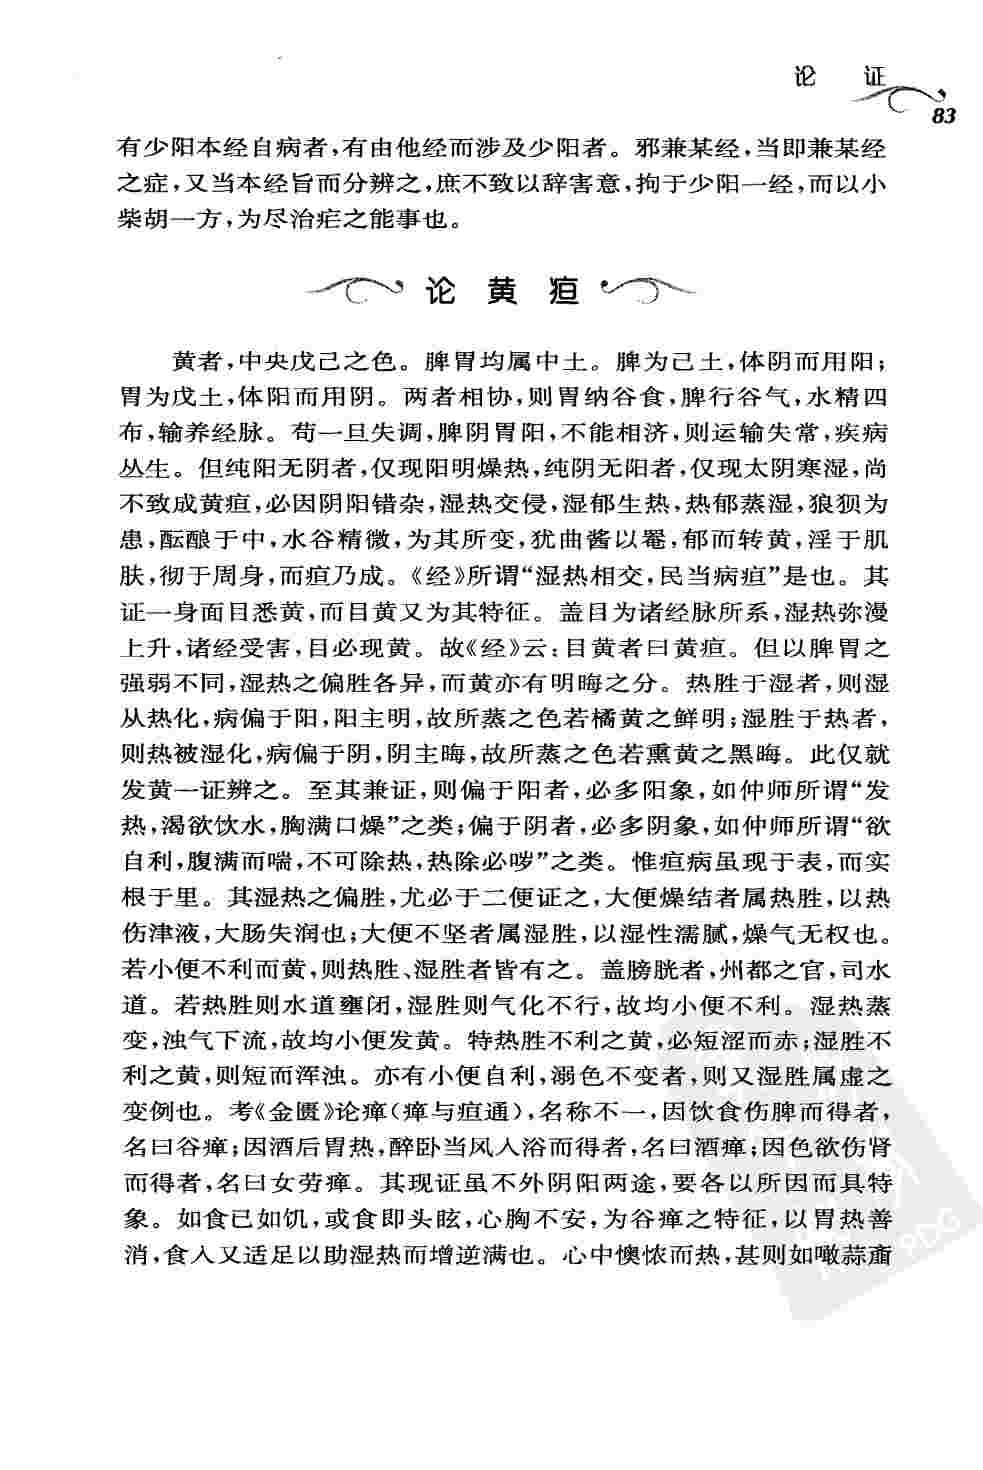 论 证
83
有少阳本经自病者,有由他经而涉及少阳者。邪兼某经,当即兼某经
之症,又当本经旨而分辨之,庶不致以辞害意,拘于少阳一经,而以小
柴胡一方,为尽治疟之能事也。
论 黄 疸
黄者,中央戊己之色。脾胃均属中土。脾为己土,体阴而用阳;
胃为戊土,体阳而用阴。两者相协,则胃纳谷食,脾行谷气,水精四
布,输养经脉。苟一旦失调,脾阴胃阳,不能相济,则运输失常,疾病
丛生。但纯阳无阴者,仅现阳明燥热,纯阴无阳者,仅现太阴寒湿,尚
不致成黄疸,必因阴阳错杂,湿热交侵,湿郁生热,热郁蒸湿,狼狈为
患,酝酿于中,水谷精微,为其所变,犹曲酱以罨,郁而转黄,淫于肌
肤,彻于周身,而疸乃成。《经》所谓“湿热相交,民当病疸”是也。其
证一身面目悉黄,而目黄又为其特征。盖目为诸经脉所系,湿热弥漫
上升,诸经受害,目必现黄。故《经》云:目黄者曰黄疸。但以脾胃之
强弱不同,湿热之偏胜各异,而黄亦有明晦之分。热胜于湿者,则湿
从热化,病偏于阳,阳主明,故所蒸之色若橘黄之鲜明;湿胜于热者,
则热被湿化,病偏于阴,阴主晦,故所蒸之色若熏黄之黑晦。此仅就
发黄一证辨之。至其兼证,则偏于阳者,必多阳象,如仲师所谓“发
热,渴欲饮水,胸满口燥”之类;偏于阴者,必多阴象,如仲师所谓“欲
自利,腹满而喘,不可除热,热除必哕”之类。惟疸病虽现于表,而实
根于里。其湿热之偏胜,尤必于二便证之,大便燥结者属热胜,以热
伤津液,大肠失润也;大便不坚者属湿胜,以湿性濡腻,燥气无权也。
若小便不利而黄,则热胜、湿胜者皆有之。盖膀胱者,州都之官,司水
道。若热胜则水道壅闭,湿胜则气化不行,故均小便不利。湿热蒸
变,浊气下流,故均小便发黄。特热胜不利之黄,必短涩而赤;湿胜不
利之黄,则短而浑浊。亦有小便自利,溺色不变者,则又湿胜属虚之
变例也。考《金匮》论瘅(瘅与疸通),名称不一,因饮食伤脾而得者,
名曰谷瘅;因酒后胃热,醉卧当风入浴而得者,名曰酒瘅;因色欲伤肾
而得者,名曰女劳瘅。其现证虽不外阴阳两途,要各以所因而具特
象。如食已如饥,或食即头眩,心胸不安,为谷瘅之特征,以胃热善
消,食入又适足以助湿热而增逆满也。心中懊侬而热,甚则如噉蒜齑